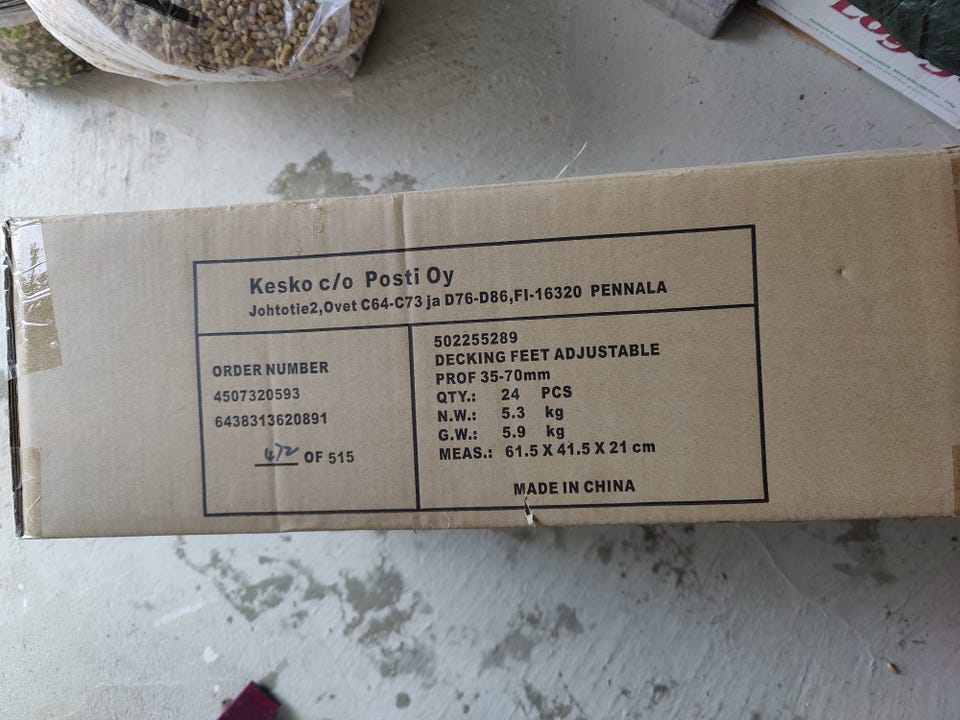 Kesko c/o Posti Oy
Johtotie2,Ovet C64-C73 ja D76-D86,FI-16320 PENNALA
ORDER NUMBER
4507320593
6438313620891
472 OF 515
502255289
DECKING FEET ADJUSTABLE
PROF 35-70mm
QTY.: 24 PCS
N.W.: 5.3 kg
G.W.: 5.9 kg
MEAS.: 61.5 X 41.5 X 21 cm
MADE IN CHINA